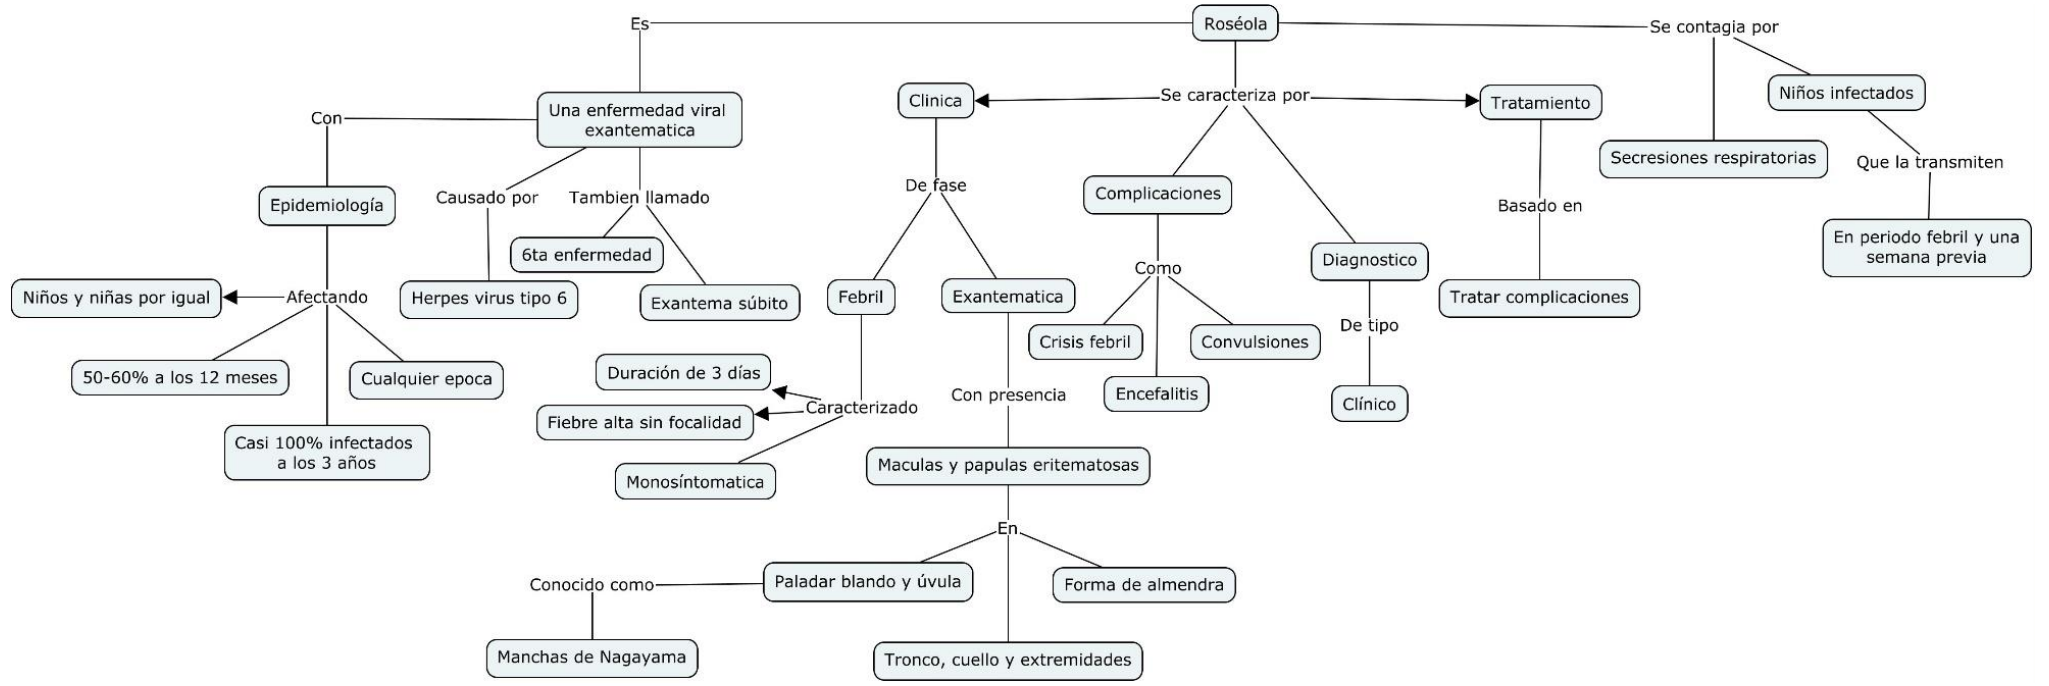 Roséola
Es
Una enfermedad viral
exantematica
Con
Epidemiología
Afectando
Niños y niñas por igual
50-60% a los 12 meses
Casi 100% infectados
a los 3 años
Cualquier epoca
Causado por
Herpes virus tipo 6
Tambien llamado
6ta enfermedad
Exantema súbito
Se caracteriza por
Clinica
De fase
Febril
Caracterizado
Duración de 3 días
Fiebre alta sin focalidad
Monosíntomatica
Exantematica
Con presencia
Maculas y papulas eritematosas
En
Paladar blando y úvula
Conocido como
Manchas de Nagayama
Tronco, cuello y extremidades
Forma de almendra
Complicaciones
Como
Crisis febril
Encefalitis
Convulsiones
Diagnostico
De tipo
Clínico
Tratamiento
Basado en
Tratar complicaciones
Se contagia por
Secresiones respiratorias
Niños infectados
Que la transmiten
En periodo febril y una
semana previa